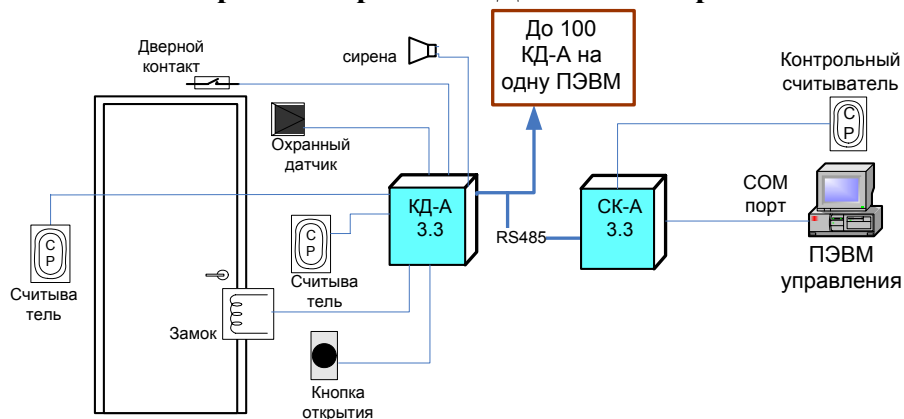 До 100
КД-А на
одну ПЭВМ
Дверной
контакт
сирена
Контрольный
считыватель
С
Р
Охранный
датчик
КД-А
3.3
СК-А
3.3
COM
порт
RS485
С
Р
Считыва
тель
С
Р
Считыва
тель
ПЭВМ
управления
Замок
Кнопка
открытия